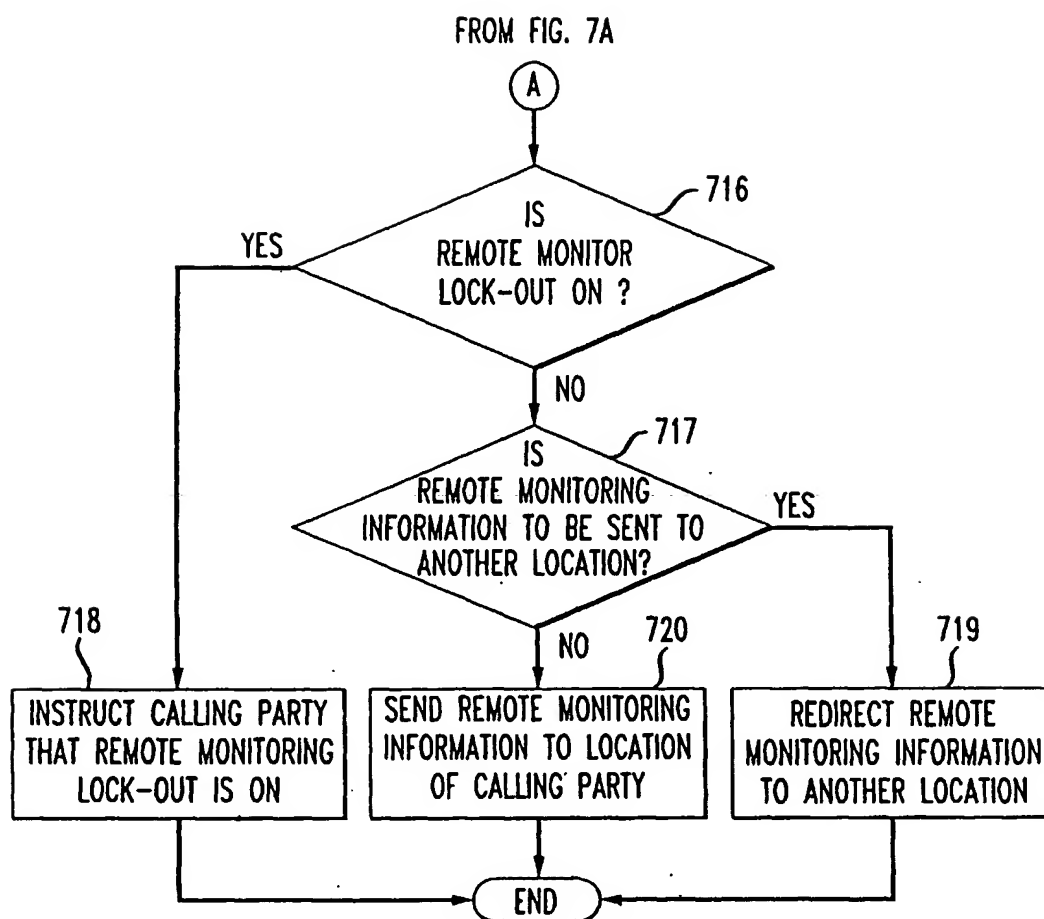 FROM FIG. 7A
A
716
IS
REMOTE MONITOR
LOCK-OUT ON ?
YES
NO
717
IS
REMOTE MONITORING
INFORMATION TO BE SENT TO
ANOTHER LOCATION?
YES
NO
718
INSTRUCT CALLING PARTY
THAT REMOTE MONITORING
LOCK-OUT IS ON
720
SEND REMOTE MONITORING
INFORMATION TO LOCATION
OF CALLING PARTY
719
REDIRECT REMOTE
MONITORING INFORMATION
TO ANOTHER LOCATION
END